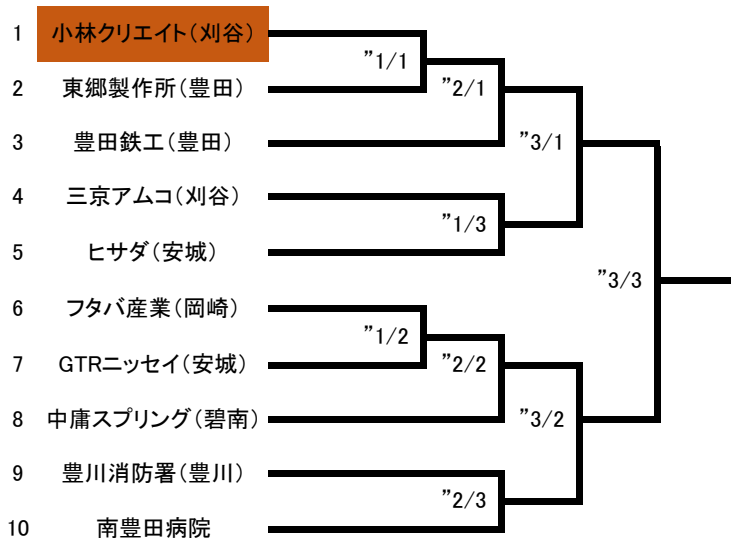 1 小林クリエイト(刈谷)
”1/1
2 東郷製作所(豊田)
”2/1
3 豊田鉄工(豊田)
”3/1
4 三京アムコ(刈谷)
”1/3
5 ヒサダ(安城)
”3/3
6 フタバ産業(岡崎)
”1/2
7 GTRニッセイ(安城)
”2/2
8 中庸スプリング(碧南)
”3/2
9 豊川消防署(豊川)
”2/3
10 南豊田病院